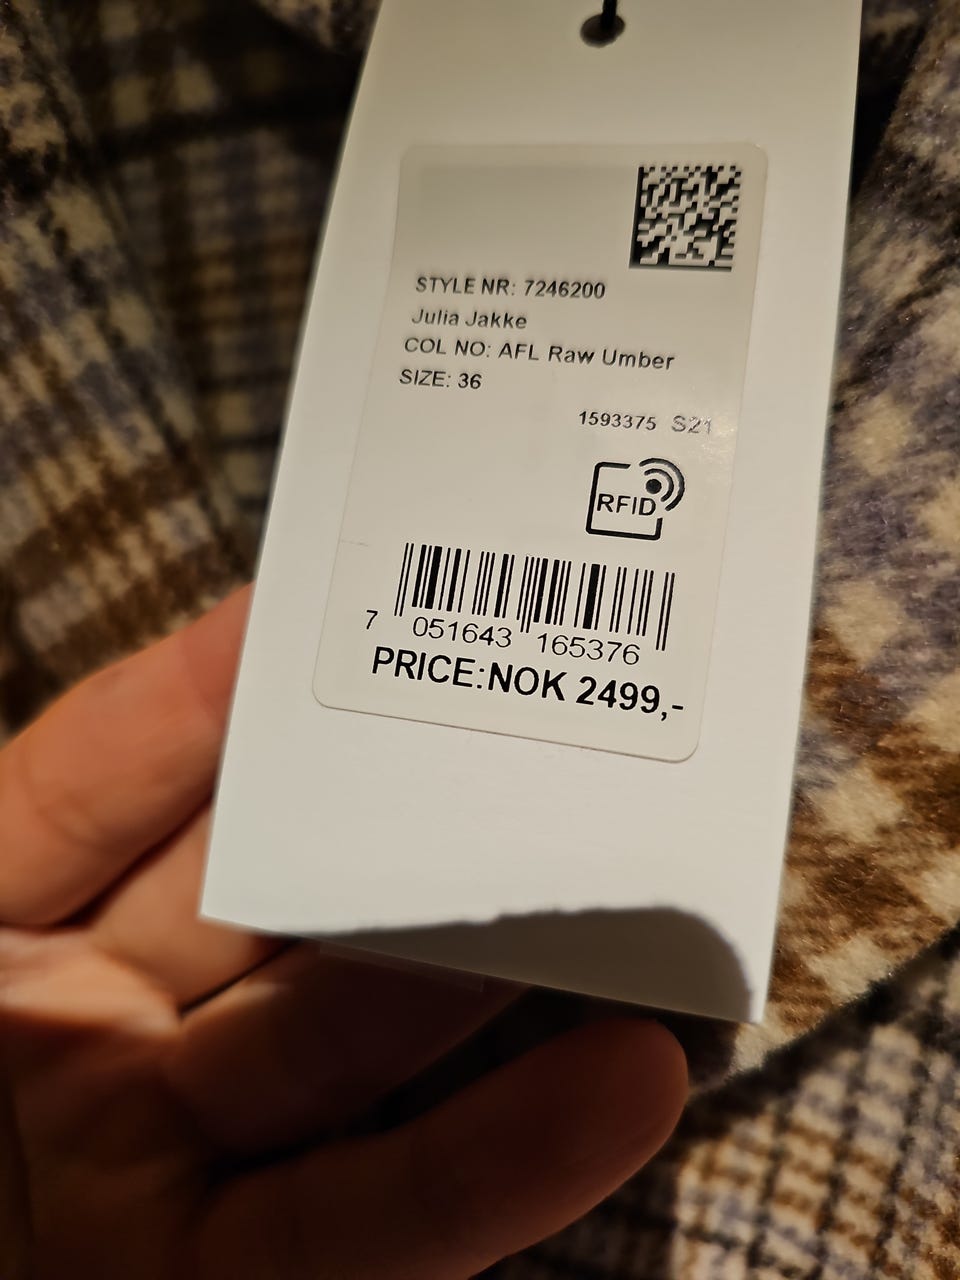 STYLE NR: 7246200
Julia Jakke
COL NO: AFL Raw Umber
SIZE: 36
1593375 S21
RFID
7 051643 165376
PRICE:NOK 2499,-